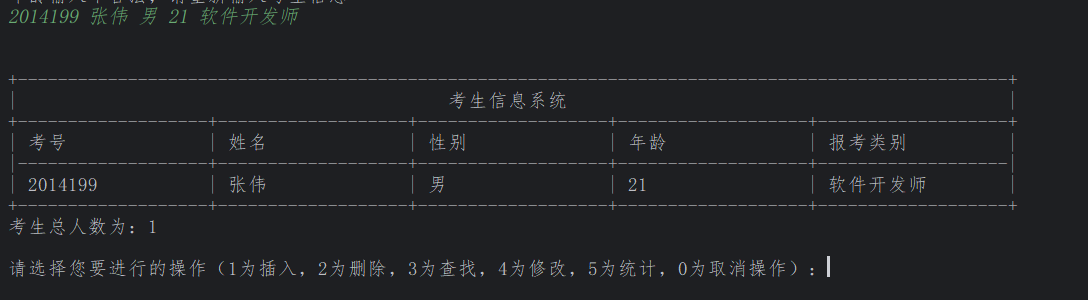 2014199 张伟 男 21 软件开发师
考生信息系统
考号 姓名 性别 年龄 报考类别
2014199 张伟 男 21 软件开发师
考生总人数为：1
请选择您要进行的操作（1为插入，2为删除，3为查找，4为修改，5为统计，0为取消操作）：